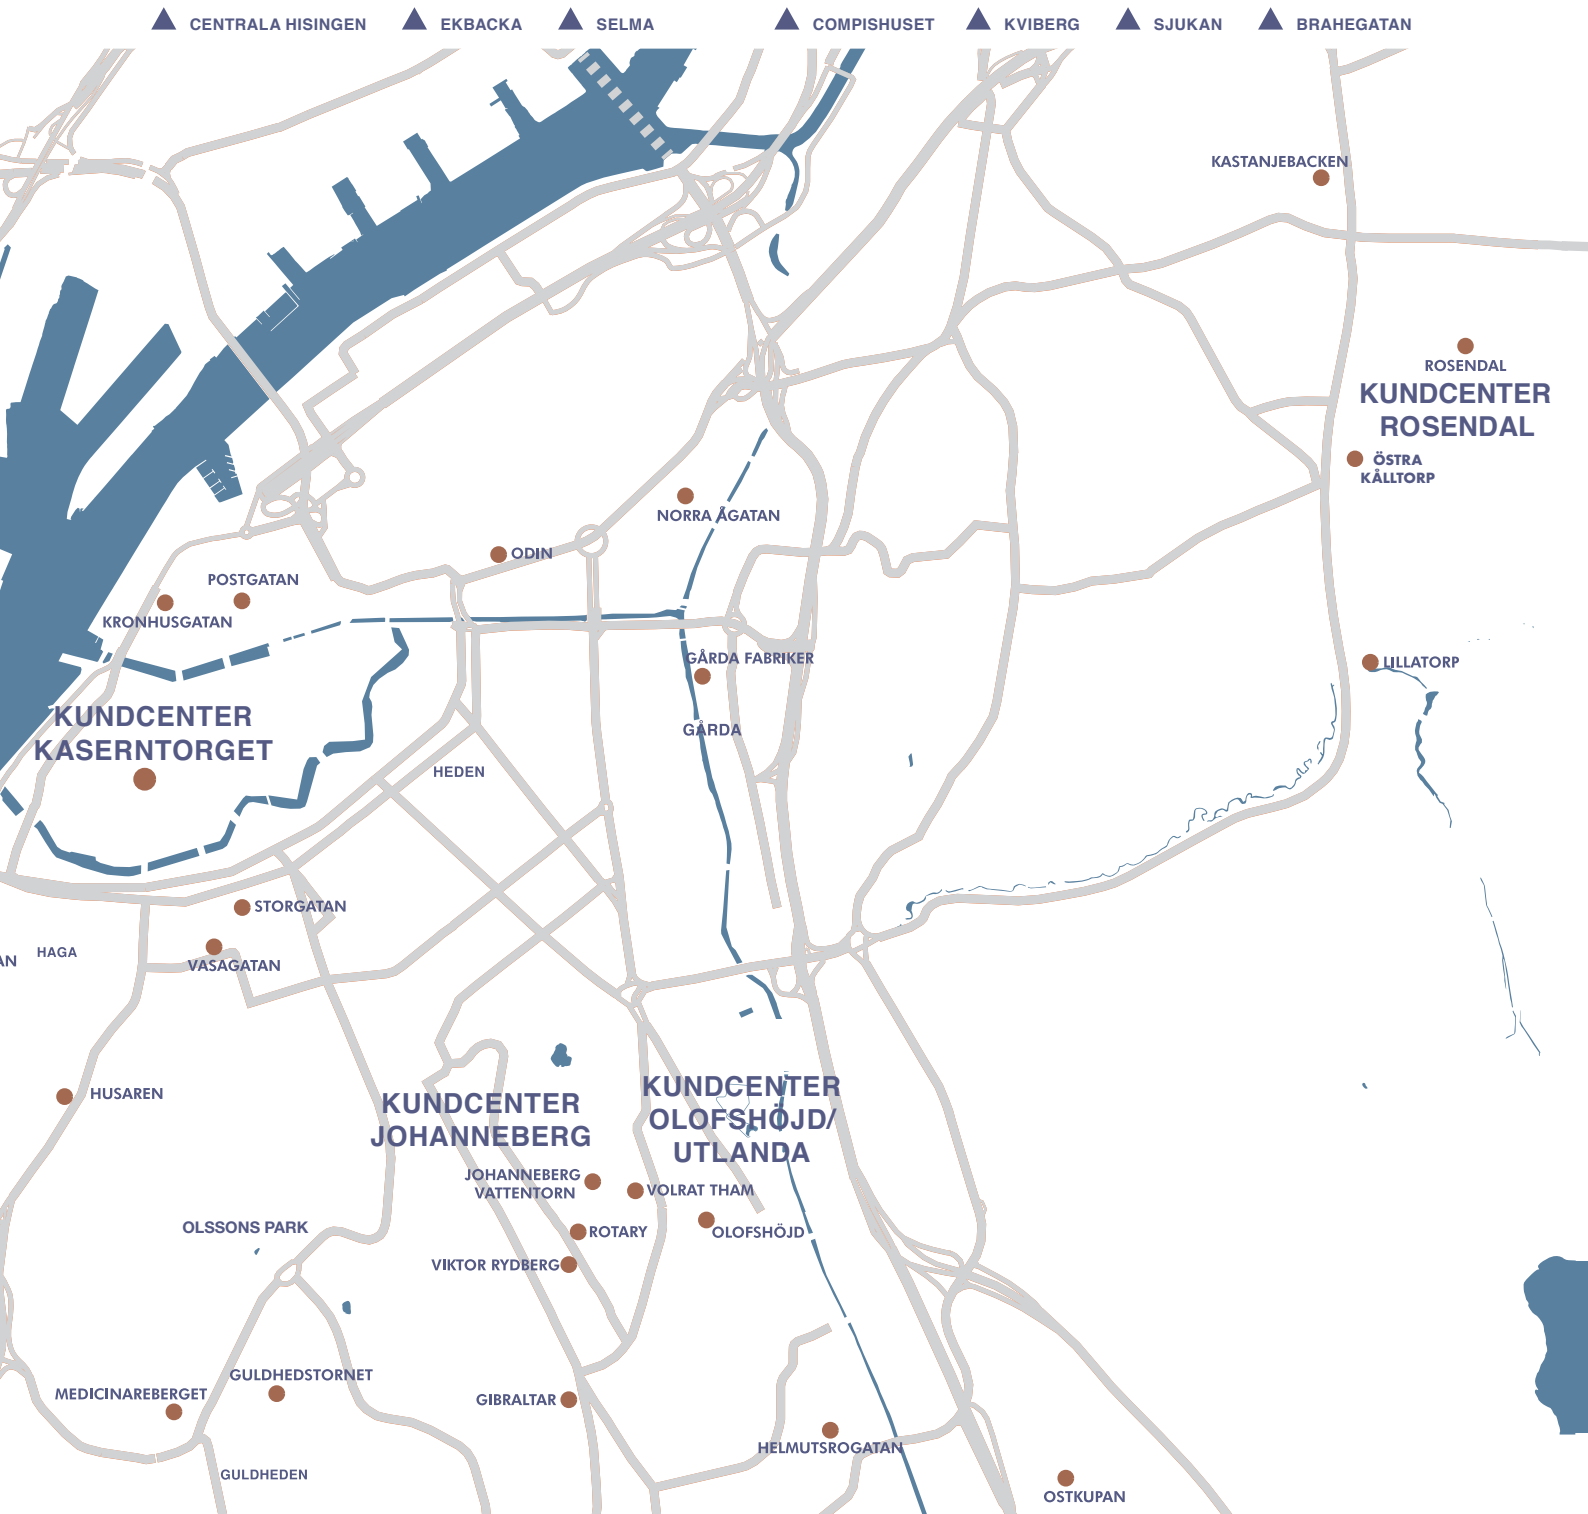 CENTRALA HISINGEN
EKBACKA
SELMA
COMPISHUSET
KVIBERG
SJUKAN
BRAHEGATAN
KASTANJEBACKEN
ROSENDAL
KUNDCENTER
ROSENDAL
ÖSTRA
KÅLLTORP
NORRA ÅGATAN
ODIN
POSTGATAN
KRONHUSGATAN
GÅRDA FABRIKER
LILLATORP
KUNDCENTER
KASERNTORGET
GÅRDA
HEDEN
STORGATAN
AN
HAGA
VASAGATAN
HUSAREN
KUNDCENTER
JOHANNEBERG
KUNDCENTER
OLOFSHÖJD/
UTLANDA
JOHANNEBERG
VATTENTORN
VOLRAT THAM
OLSSONS PARK
ROTARY
OLOFSHÖJD
VIKTOR RYDBERG
GULDHEDSTORNET
MEDICINAREBERGET
GIBRALTAR
HELMUTSROGATAN
GULDHEDEN
OSTKUPAN